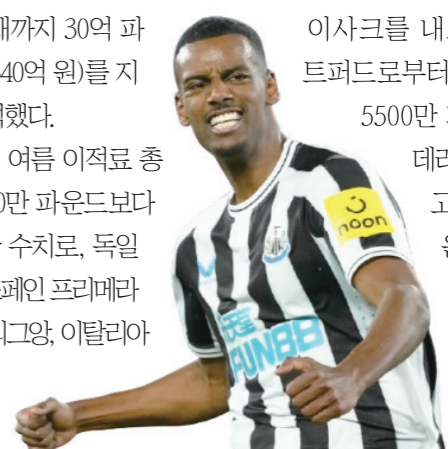 때까지 30억 파
40억 원)를 지
했다.
여름 이적료 총
만 파운드보다
수치로, 독일
페인 프리메라
리그앙, 이탈리아
이사크를 내
트퍼드로부터
5500만
데리
고
noon
FUN88